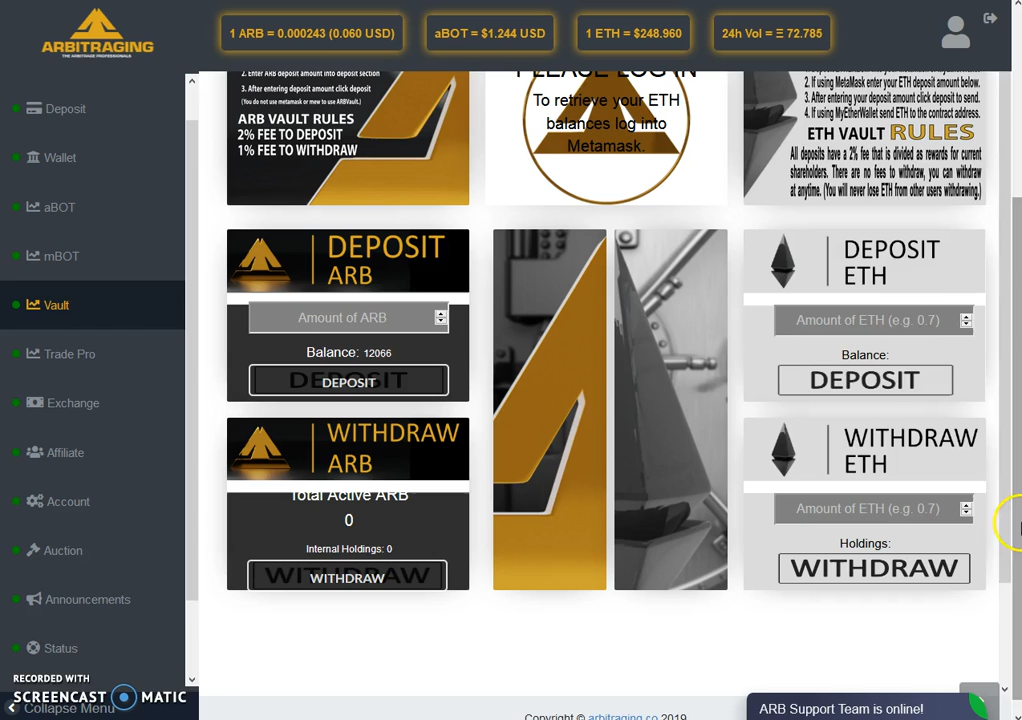 ARBITRAGING
THE ARBITRAGE PROFESSIONALS
1 ARB = 0.000243 (0.060 USD)
aBOT = $1.244 USD
1 ETH = $248.960
24h Vol = Ξ 72.785
Deposit
Wallet
aBOT
mBOT
Vault
Trade Pro
Exchange
Affiliate
Account
Auction
Announcements
Status
RECORDED WITH
SCREENCAST MATIC
Collapse Menu
2. Enter ARB deposit amount into deposit section
3. After entering deposit amount click deposit
(You do not use metamask or mew to use ARBVault.)
ARB VAULT RULES
2% FEE TO DEPOSIT
1% FEE TO WITHDRAW
PLEASE LOG IN
To retrieve your ETH
balances log into
Metamask.
2. If using MetaMask enter your ETH deposit amount below.
3. After entering your deposit amount click deposit to send.
4. If using MyEtherWallet send ETH to the contract address.
ETH VAULT RULES
All deposits have a 2% fee that is divided as rewards for current
shareholders. There are no fees to withdraw, you can withdraw
at anytime. (You will never lose ETH from other users withdrawing.)
DEPOSIT
ARB
Amount of ARB
Balance: 12066
DEPOSIT
DEPOSIT
WITHDRAW
ARB
Total Active ARB
0
Internal Holdings: 0
WITHDRAW
WITHDRAW
DEPOSIT
ETH
Amount of ETH (e.g. 0.7)
Balance:
DEPOSIT
WITHDRAW
ETH
Amount of ETH (e.g. 0.7)
Holdings:
WITHDRAW
Copyright © arbitraging.co 2019
ARB Support Team is online!